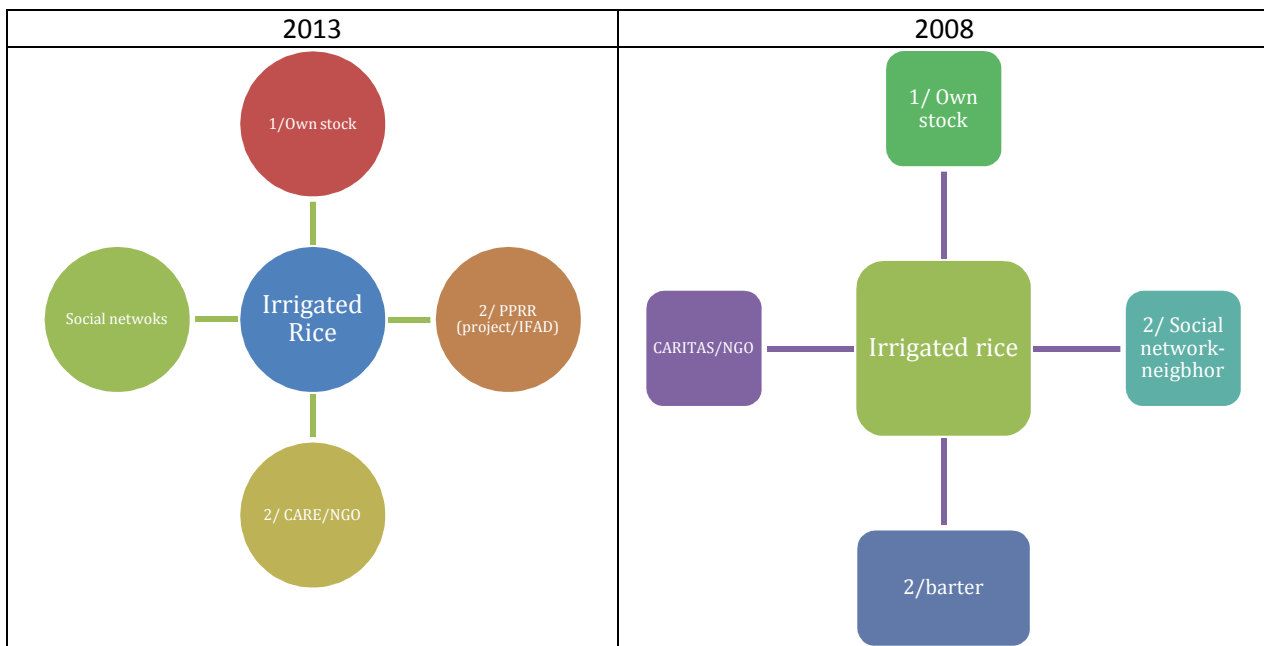 2013
2008
1/Own stock
Social netwoks
Irrigated
Rice
2/ PPRR
(project/IFAD)
2/ CARE/NGO
1/ Own
stock
CARITAS/NGO
Irrigated rice
2/ Social
network-
neigbhor
2/barter